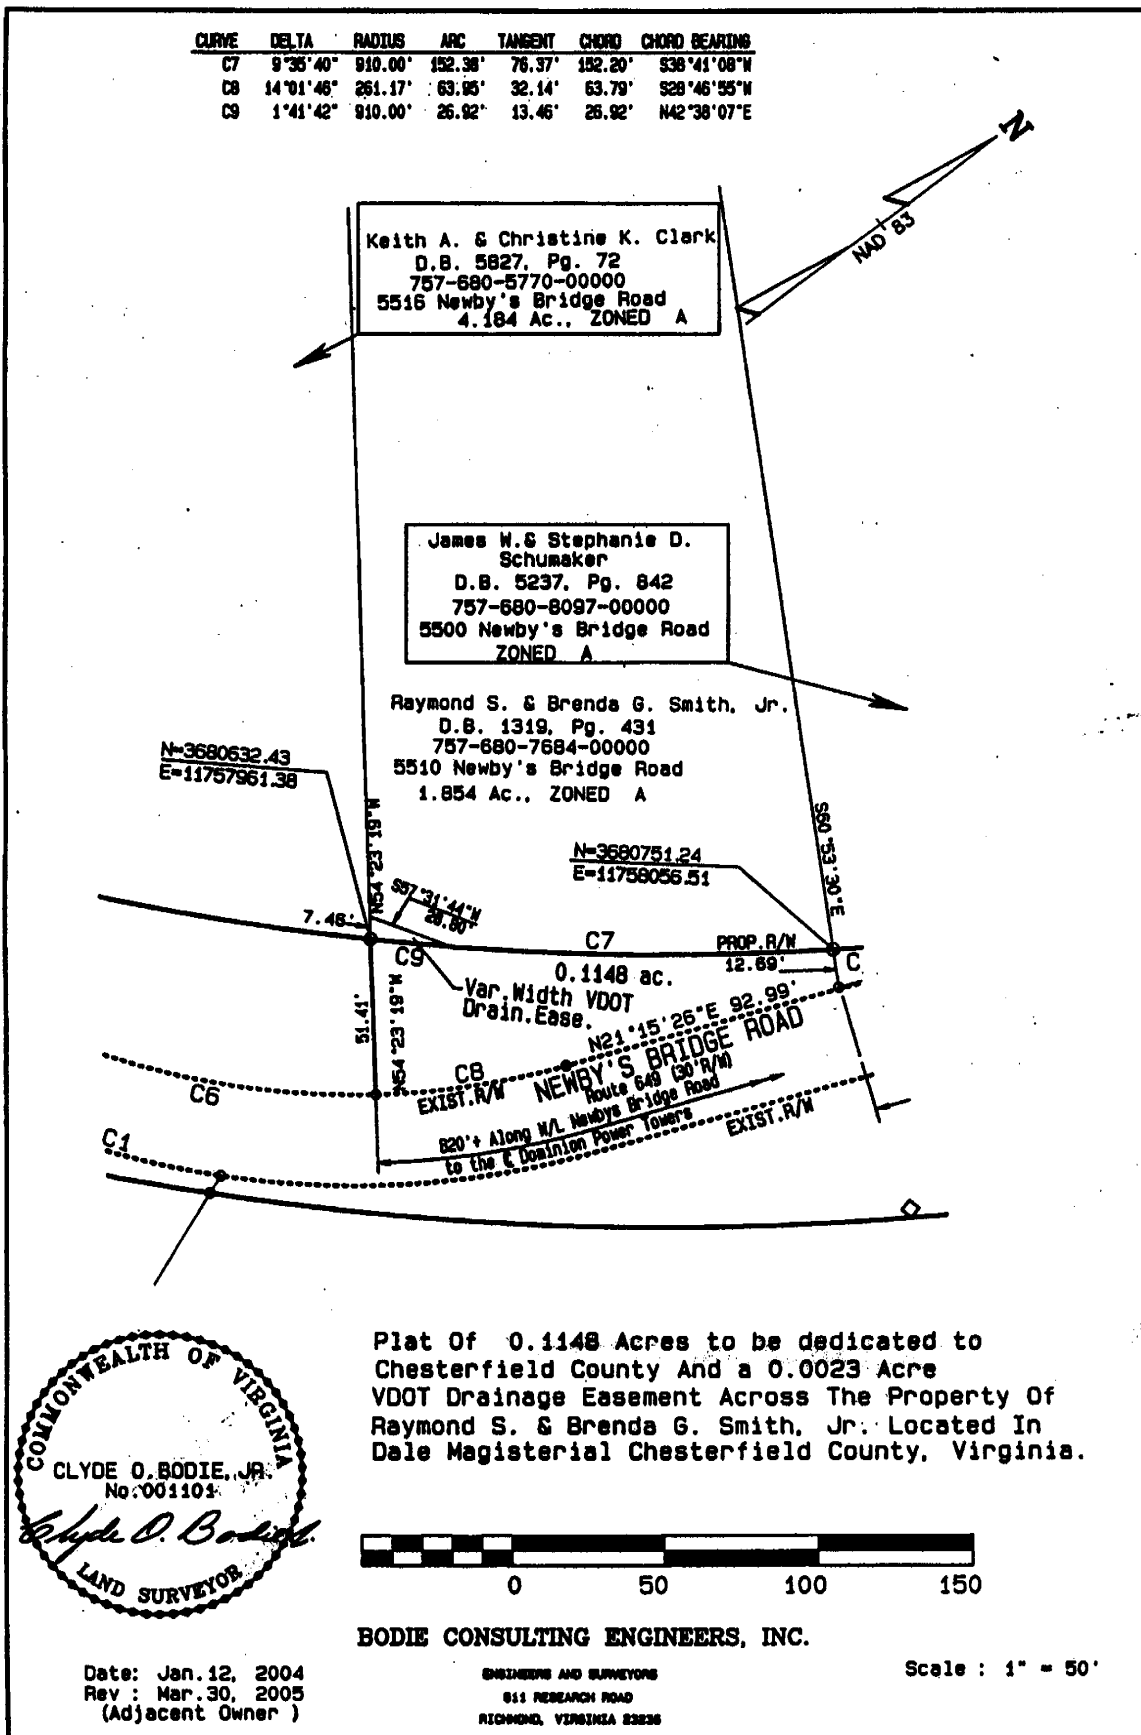 CURVE DELTA RADIUS ARC TANGENT CHORD CHORD BEARING
C7 9°35'40" 910.00' 152.38' 76.37' 152.20' S38°41'08"W
C8 14°01'46" 261.17' 63.95' 32.14' 63.79' S28°46'55"W
C9 1°41'42" 910.00' 26.92' 13.46' 26.92' N42°38'07"E
N
NAD 83
Keith A. & Christine K. Clark
D.B. 5827, Pg. 72
757-680-5770-00000
5516 Newby's Bridge Road
4.184 Ac., ZONED A
James W.& Stephanie D.
Schumaker
D.B. 5237, Pg. 842
757-680-8097-00000
5500 Newby's Bridge Road
ZONED A
Raymond S. & Brenda G. Smith, Jr.
D.B. 1319, Pg. 431
757-680-7684-00000
5510 Newby's Bridge Road
1.854 Ac., ZONED A
N=3680632.43
E=11757961.38
N54°23'19"W
S57°31'44"W
28.80'
7.46'
N=3680751.24
E=11758056.51
S60°53'30"E
C9
C7
PROP.R/W
12.69'
C
0.1148 ac.
Var.Width VDOT
Drain.Ease.
51.41'
N54°23'19"W
N21°15'26"E 92.99'
C8
EXIST.R/W
NEWBY'S BRIDGE ROAD
Route 649 (30'R/W)
820'+ Along W/L Newbys Bridge Road
to the ℄ Dominion Power Towers
EXIST.R/W
C6
C1
COMMONWEALTH OF VIRGINIA
CLYDE O. BODIE, JR.
No. 001101
Clyde O. Bodie Jr.
LAND SURVEYOR
Plat Of 0.1148 Acres to be dedicated to
Chesterfield County And a 0.0023 Acre
VDOT Drainage Easement Across The Property Of
Raymond S. & Brenda G. Smith, Jr. Located In
Dale Magisterial Chesterfield County, Virginia.
0 50 100 150
BODIE CONSULTING ENGINEERS, INC.
ENGINEERS AND SURVEYORS
811 RESEARCH ROAD
RICHMOND, VIRGINIA 23236
Date: Jan.12, 2004
Rev : Mar.30, 2005
(Adjacent Owner )
Scale : 1" = 50'